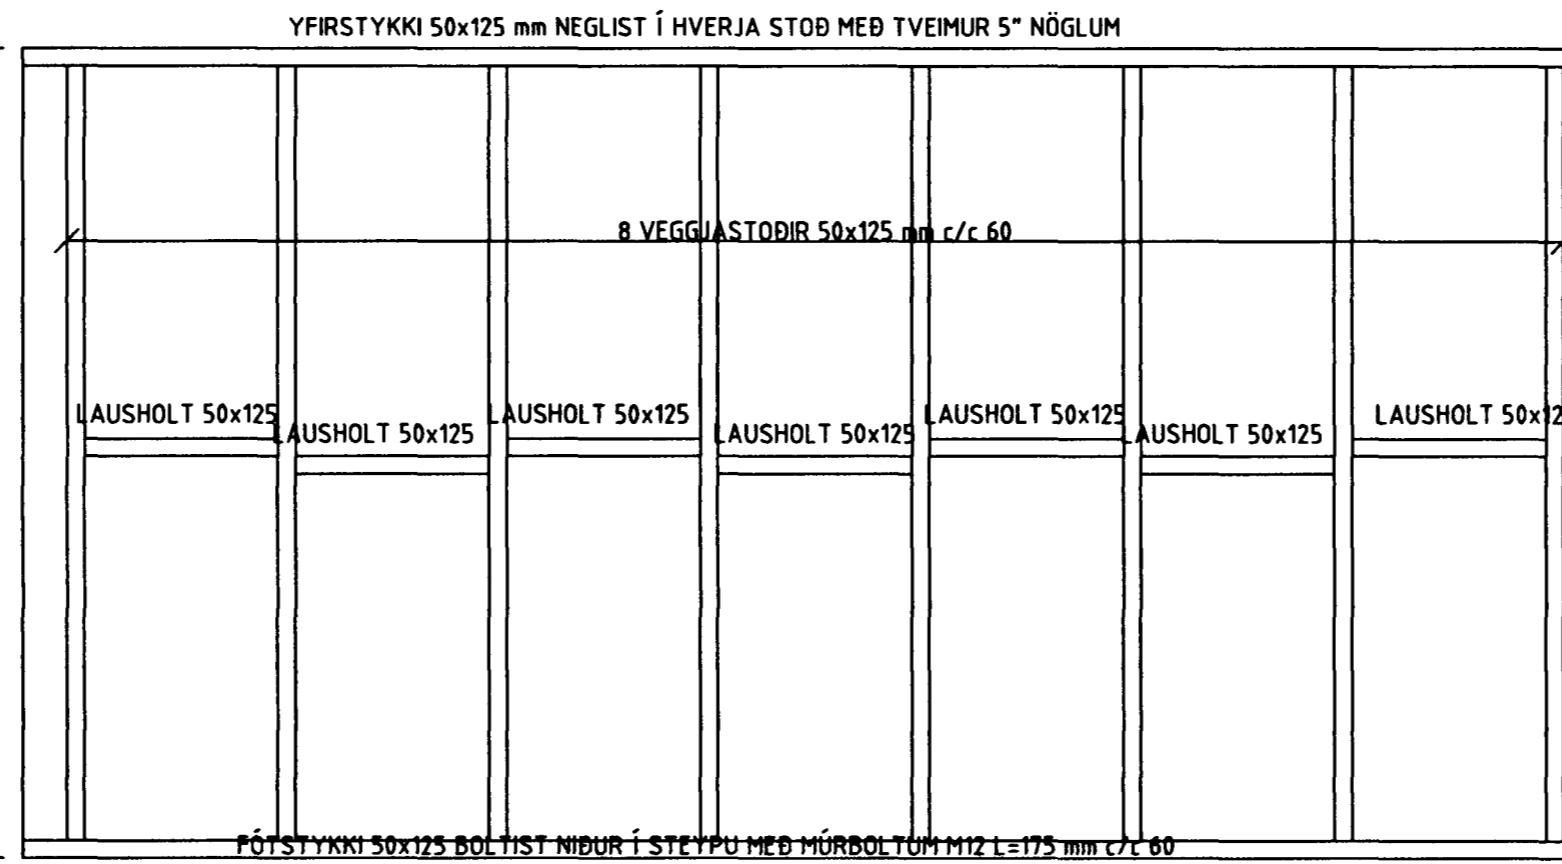 YFIRSTYKKI 50x125 mm NEGLIST Í HVERJA STOÐ MEÐ TVEIMUR 5" NÖGLUM
8 VEGGJASTOÐIR 50x125 mm c/c 60
LAUSHOLT 50x125
LAUSHOLT 50x125
LAUSHOLT 50x125
LAUSHOLT 50x125
LAUSHOLT 50x125
LAUSHOLT 50x125
LAUSHOLT 50x12
FÓTSTYKKI 50x125 BOLTIST NIÐUR Í STEYPU MEÐ MÚRBOLTUM M12 L=175 mm c/c 60